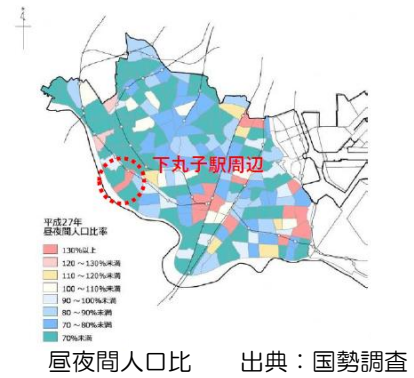 下丸子駅周辺
平成27年
昼夜間人口比率
130%以上
120 ～130%未満
110 ～120%未満
100 ～110%未満
90 ～100%未満
80 ～90%未満
70 ～80%未満
70%未満
昼夜間人口比 出典：国勢調査